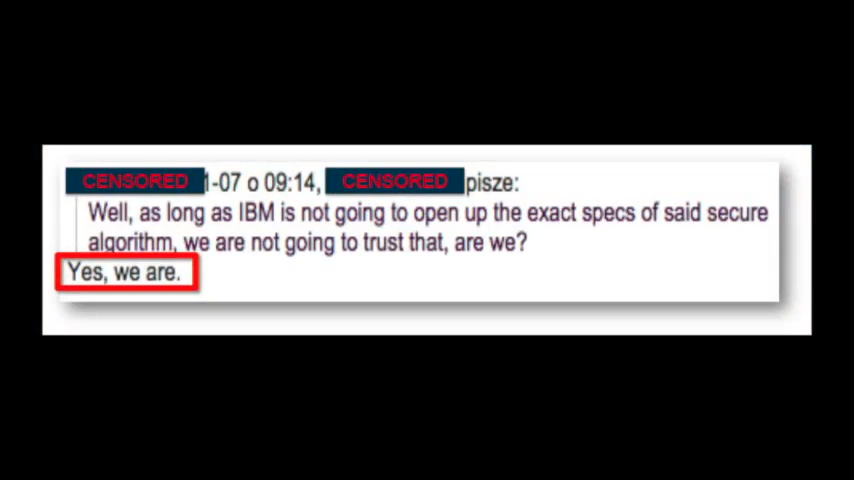 CENSORED 1-07 o 09:14, CENSORED pisze:
Well, as long as IBM is not going to open up the exact specs of said secure
algorithm, we are not going to trust that, are we?
Yes, we are.